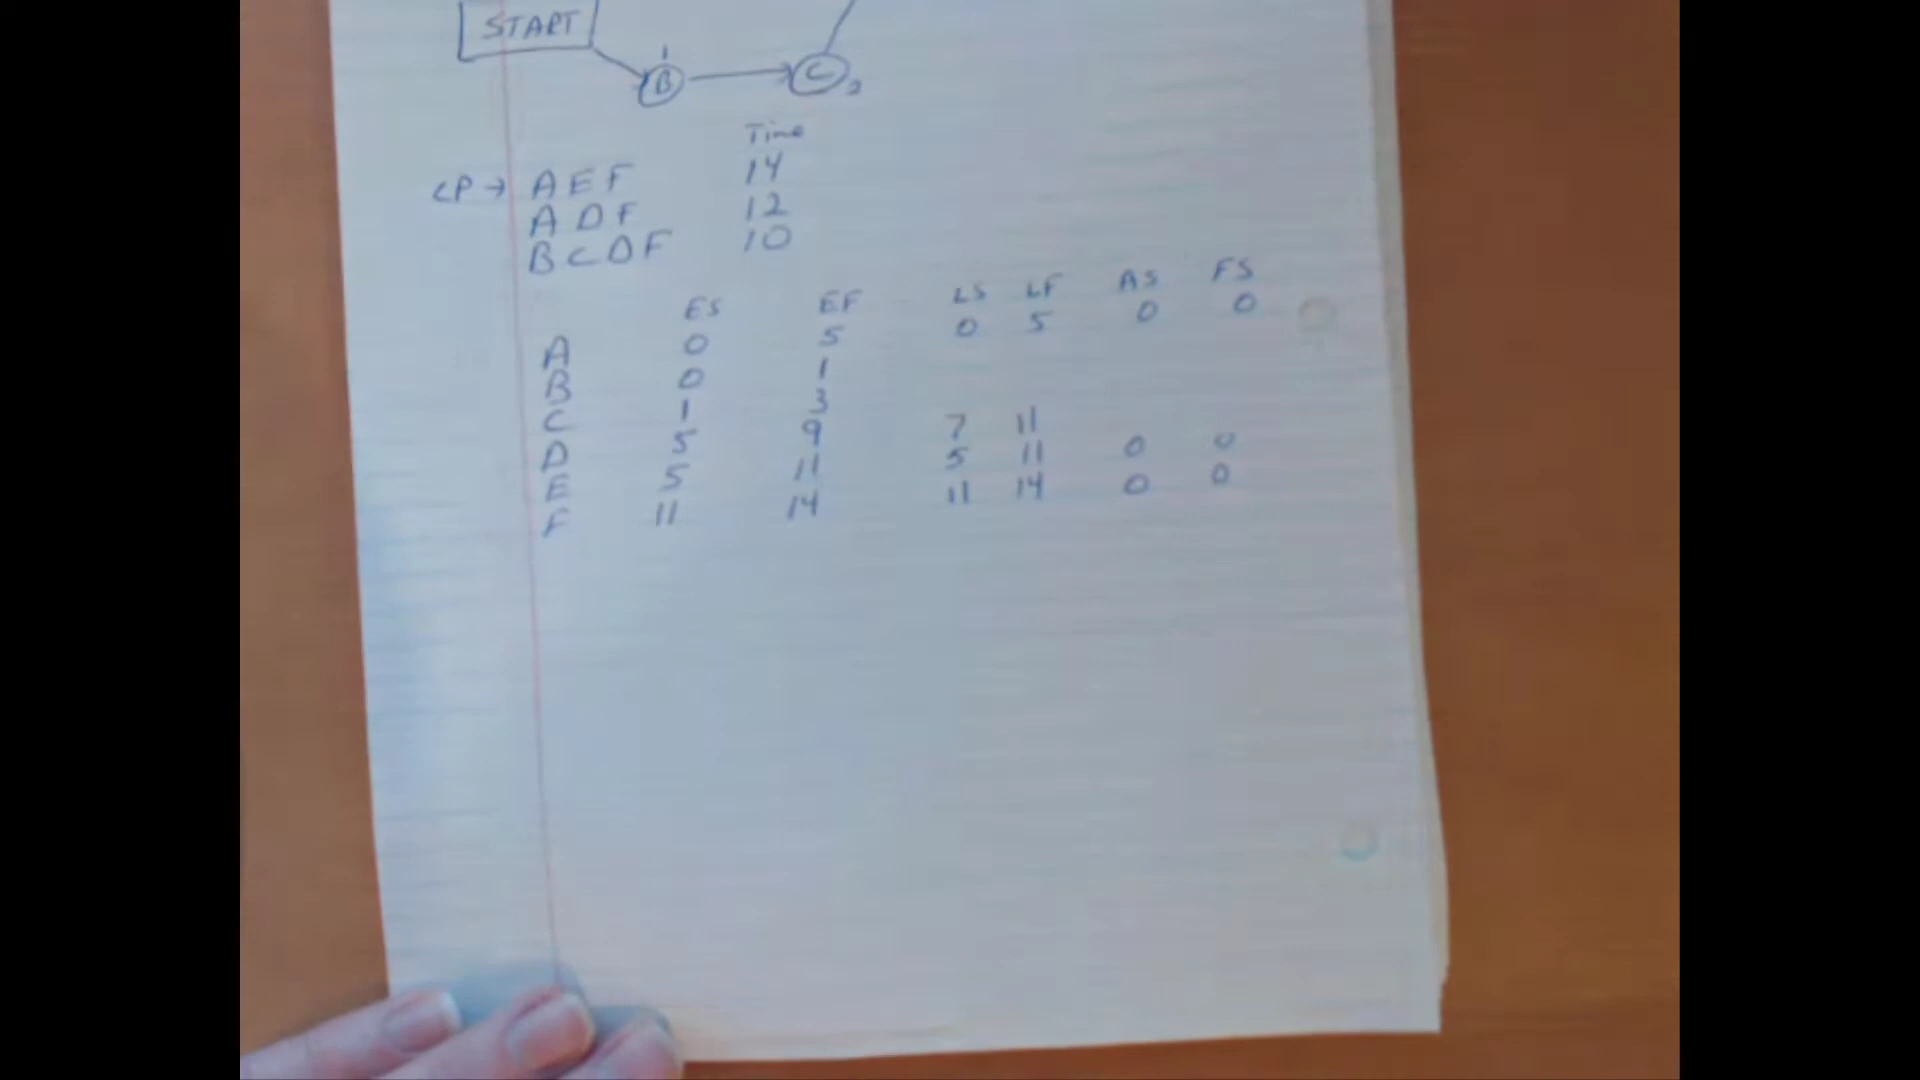 START
1
B C 2
Time
CP → A E F 14
A D F 12
B C D F 10
ES EF LS LF AS FS
A 0 5 0 5 0 0
B 0 1
C 1 3
D 5 9 7 11
E 5 11 5 11 0 0
F 11 14 11 14 0 0